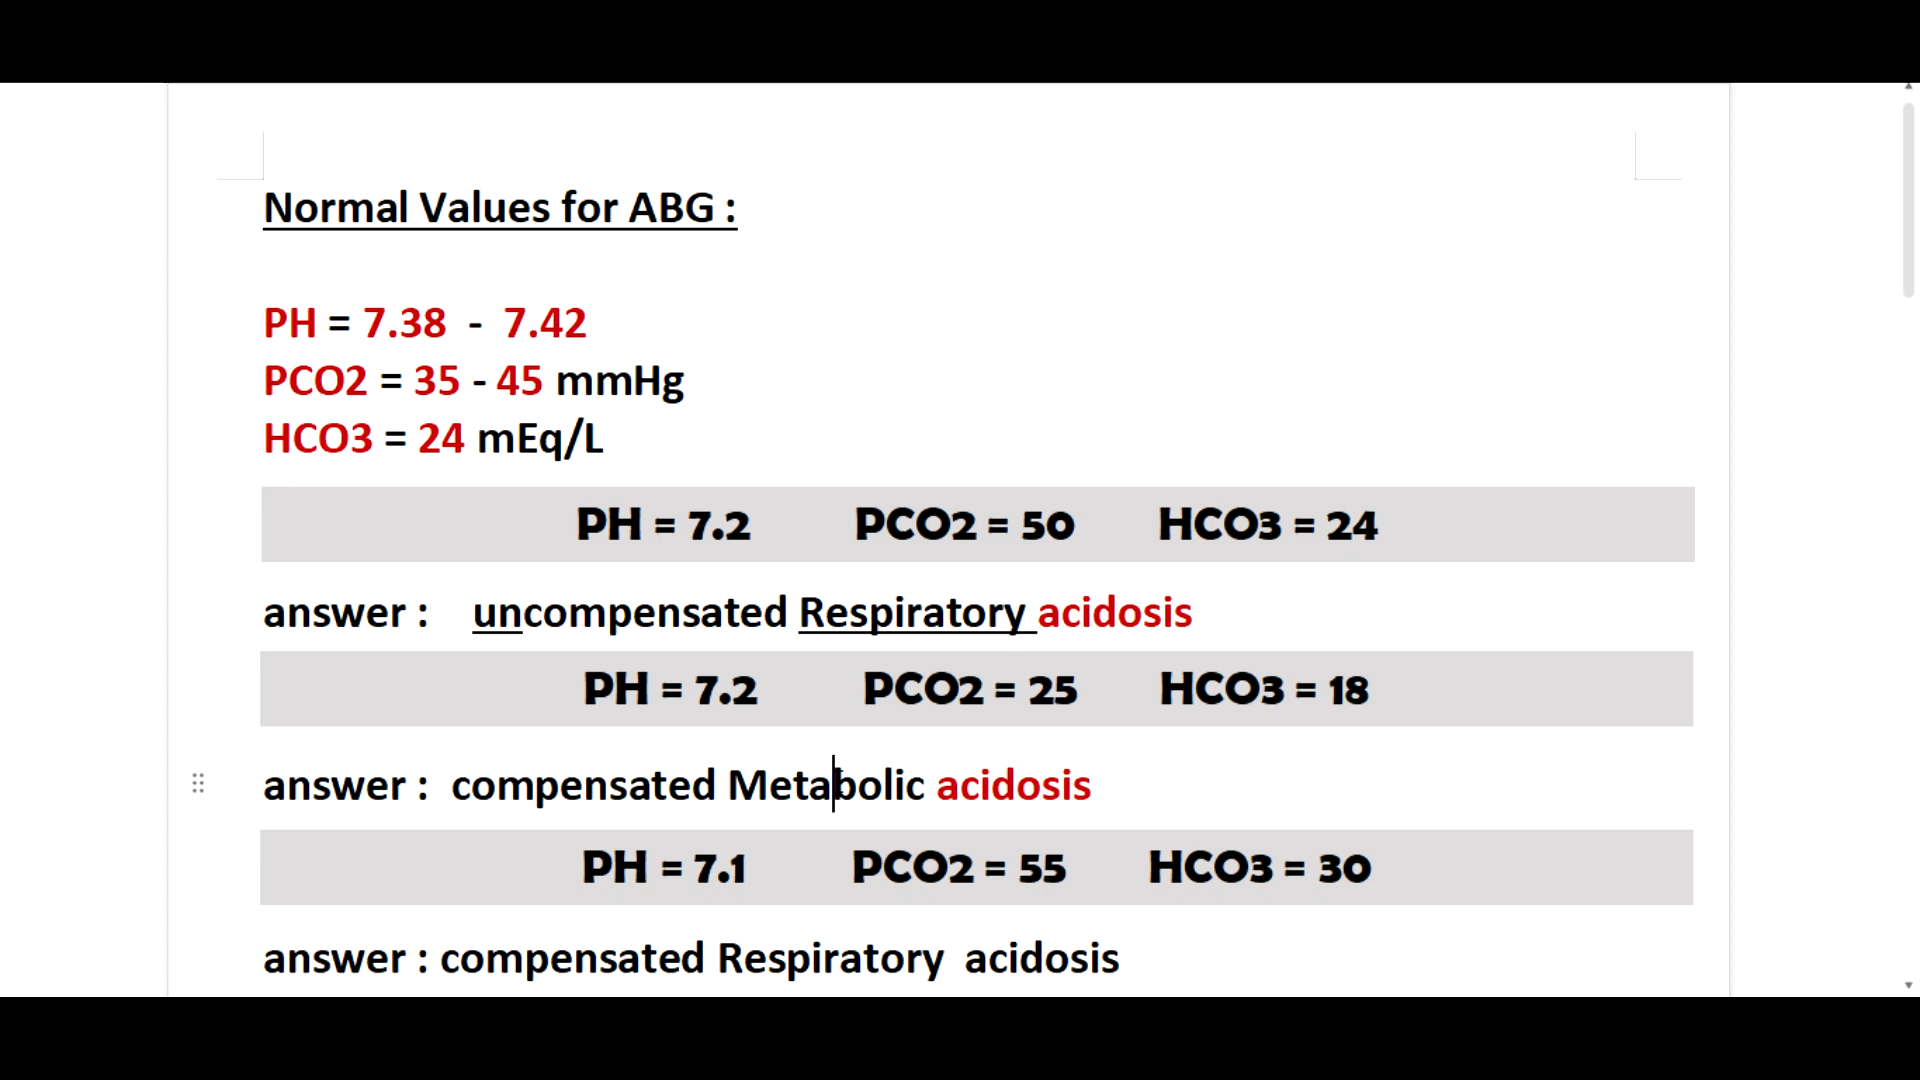 Normal Values for ABG :
PH = 7.38 - 7.42
PCO2 = 35 - 45 mmHg
HCO3 = 24 mEq/L
PH = 7.2 PCO2 = 50 HCO3 = 24
answer : uncompensated Respiratory acidosis
PH = 7.2 PCO2 = 25 HCO3 = 18
answer : compensated Metabolic acidosis
PH = 7.1 PCO2 = 55 HCO3 = 30
answer : compensated Respiratory acidosis